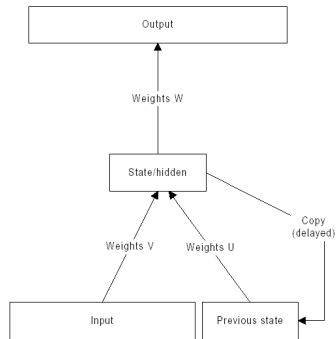 Output
Weights W
State/hidden
Copy
(delayed)
Weights V
Weights U
Input
Previous state